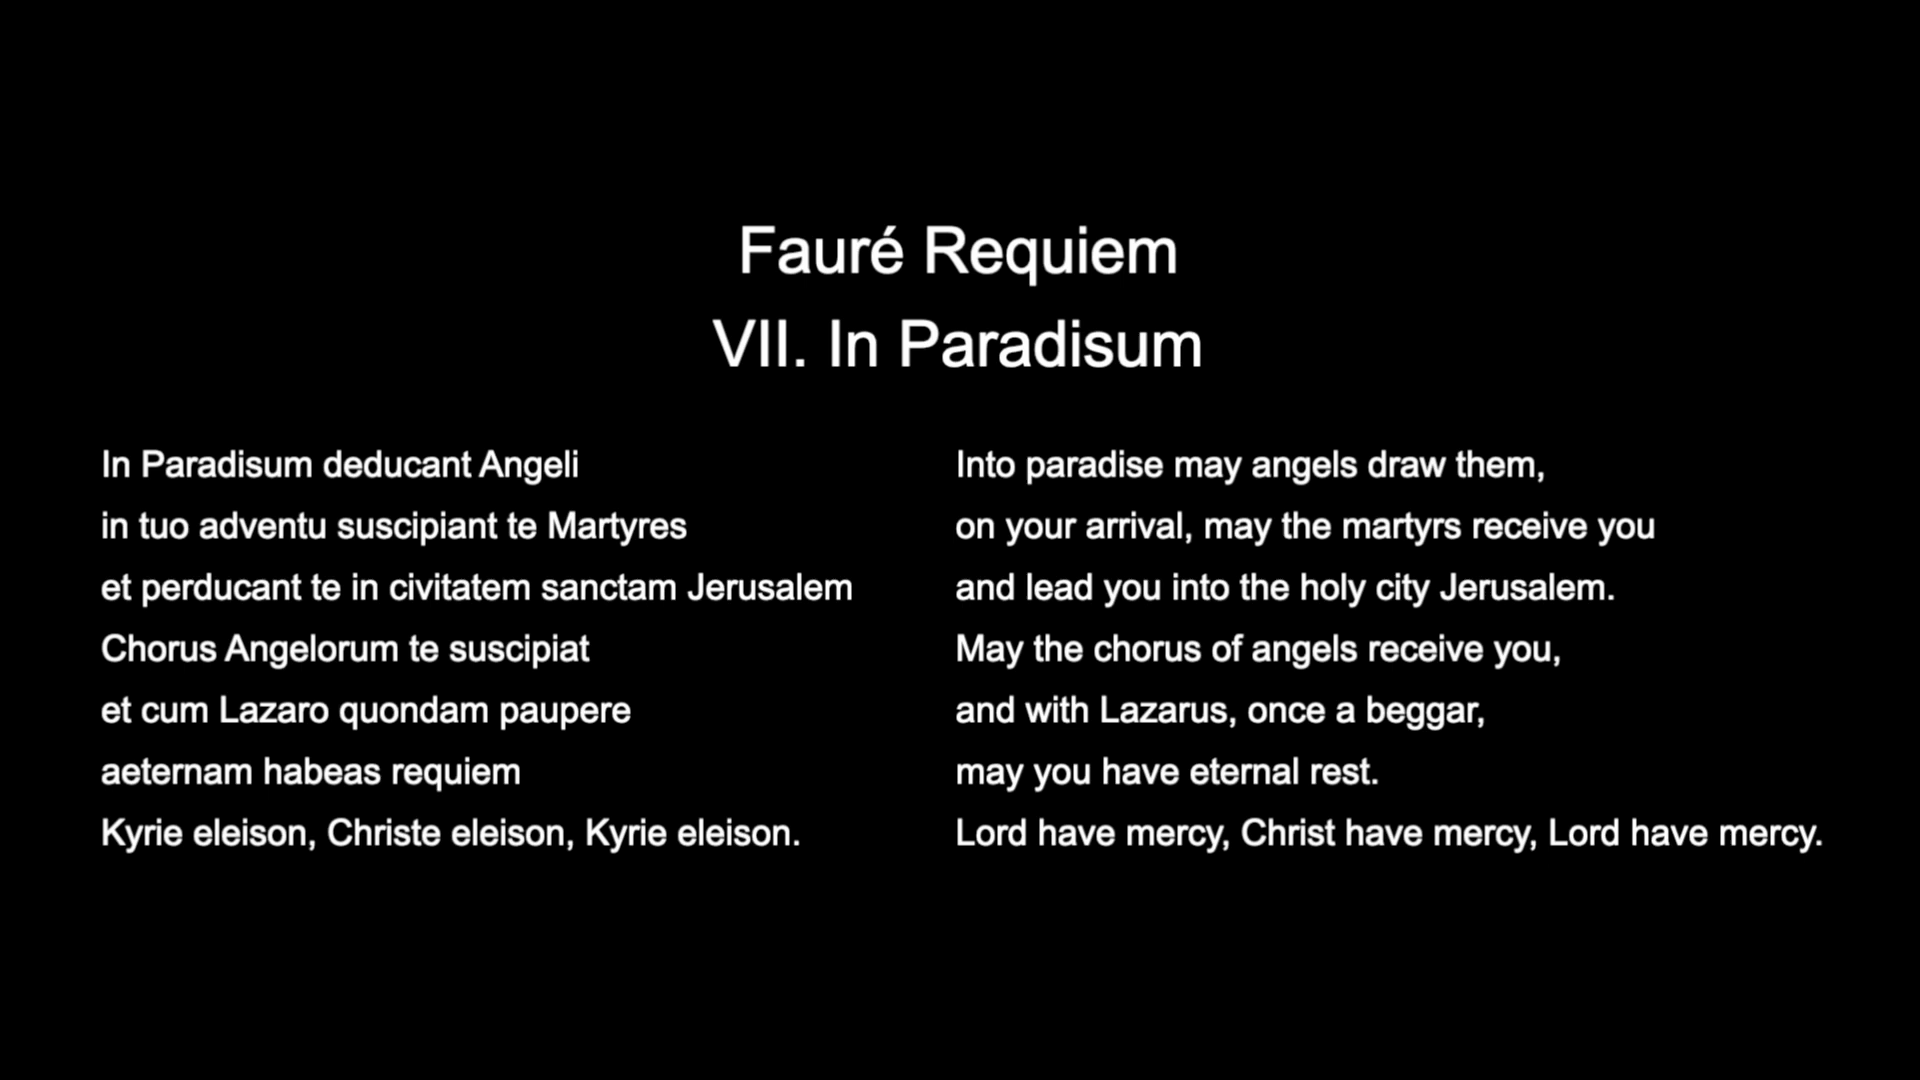 Fauré Requiem
VII. In Paradisum
In Paradisum deducant Angeli
in tuo adventu suscipiant te Martyres
et perducant te in civitatem sanctam Jerusalem
Chorus Angelorum te suscipiat
et cum Lazaro quondam paupere
aeternam habeas requiem
Kyrie eleison, Christe eleison, Kyrie eleison.
Into paradise may angels draw them,
on your arrival, may the martyrs receive you
and lead you into the holy city Jerusalem.
May the chorus of angels receive you,
and with Lazarus, once a beggar,
may you have eternal rest.
Lord have mercy, Christ have mercy, Lord have mercy.